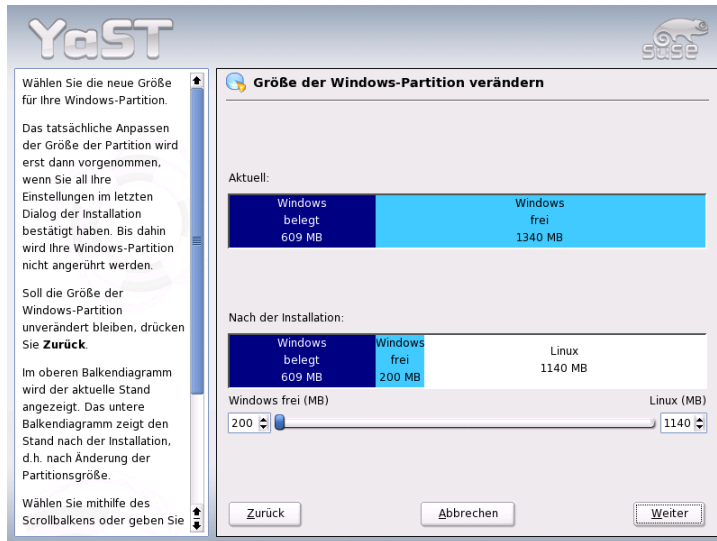 YaST
SUSE
Wählen Sie die neue Größe
für Ihre Windows-Partition.
Das tatsächliche Anpassen
der Größe der Partition wird
erst dann vorgenommen,
wenn Sie all Ihre
Einstellungen im letzten
Dialog der Installation
bestätigt haben. Bis dahin
wird Ihre Windows-Partition
nicht angerührt werden.
Soll die Größe der
Windows-Partition
unverändert bleiben, drücken
Sie Zurück.
Im oberen Balkendiagramm
wird der aktuelle Stand
angezeigt. Das untere
Balkendiagramm zeigt den
Stand nach der Installation,
d.h. nach Änderung der
Partitionsgröße.
Wählen Sie mithilfe des
Scrollbalkens oder geben Sie
Größe der Windows-Partition verändern
Aktuell:
Windows
belegt
609 MB
Windows
frei
1340 MB
Nach der Installation:
Windows
belegt
609 MB
Windows
frei
200 MB
Linux
1140 MB
Windows frei (MB)
Linux (MB)
200
1140
Zurück
Abbrechen
Weiter